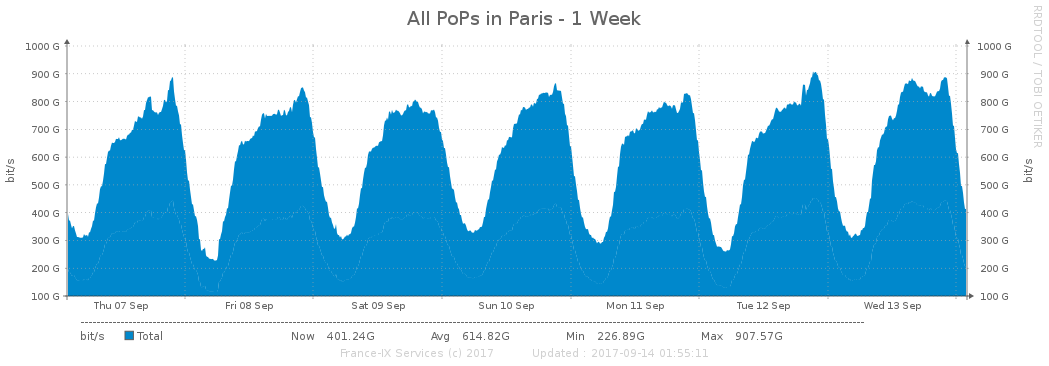 All PoPs in Paris - 1 Week
RRDTOOL / TOBI OETIKER
1000 G 1000 G
900 G 900 G
800 G 800 G
700 G 700 G
600 G 600 G
500 G 500 G
400 G 400 G
300 G 300 G
200 G 200 G
100 G 100 G
bit/s
bit/s
Thu 07 Sep Fri 08 Sep Sat 09 Sep Sun 10 Sep Mon 11 Sep Tue 12 Sep Wed 13 Sep
bit/s Total Now 401.24G Avg 614.82G Min 226.89G Max 907.57G
France-IX Services (c) 2017 Updated : 2017-09-14 01:55:11